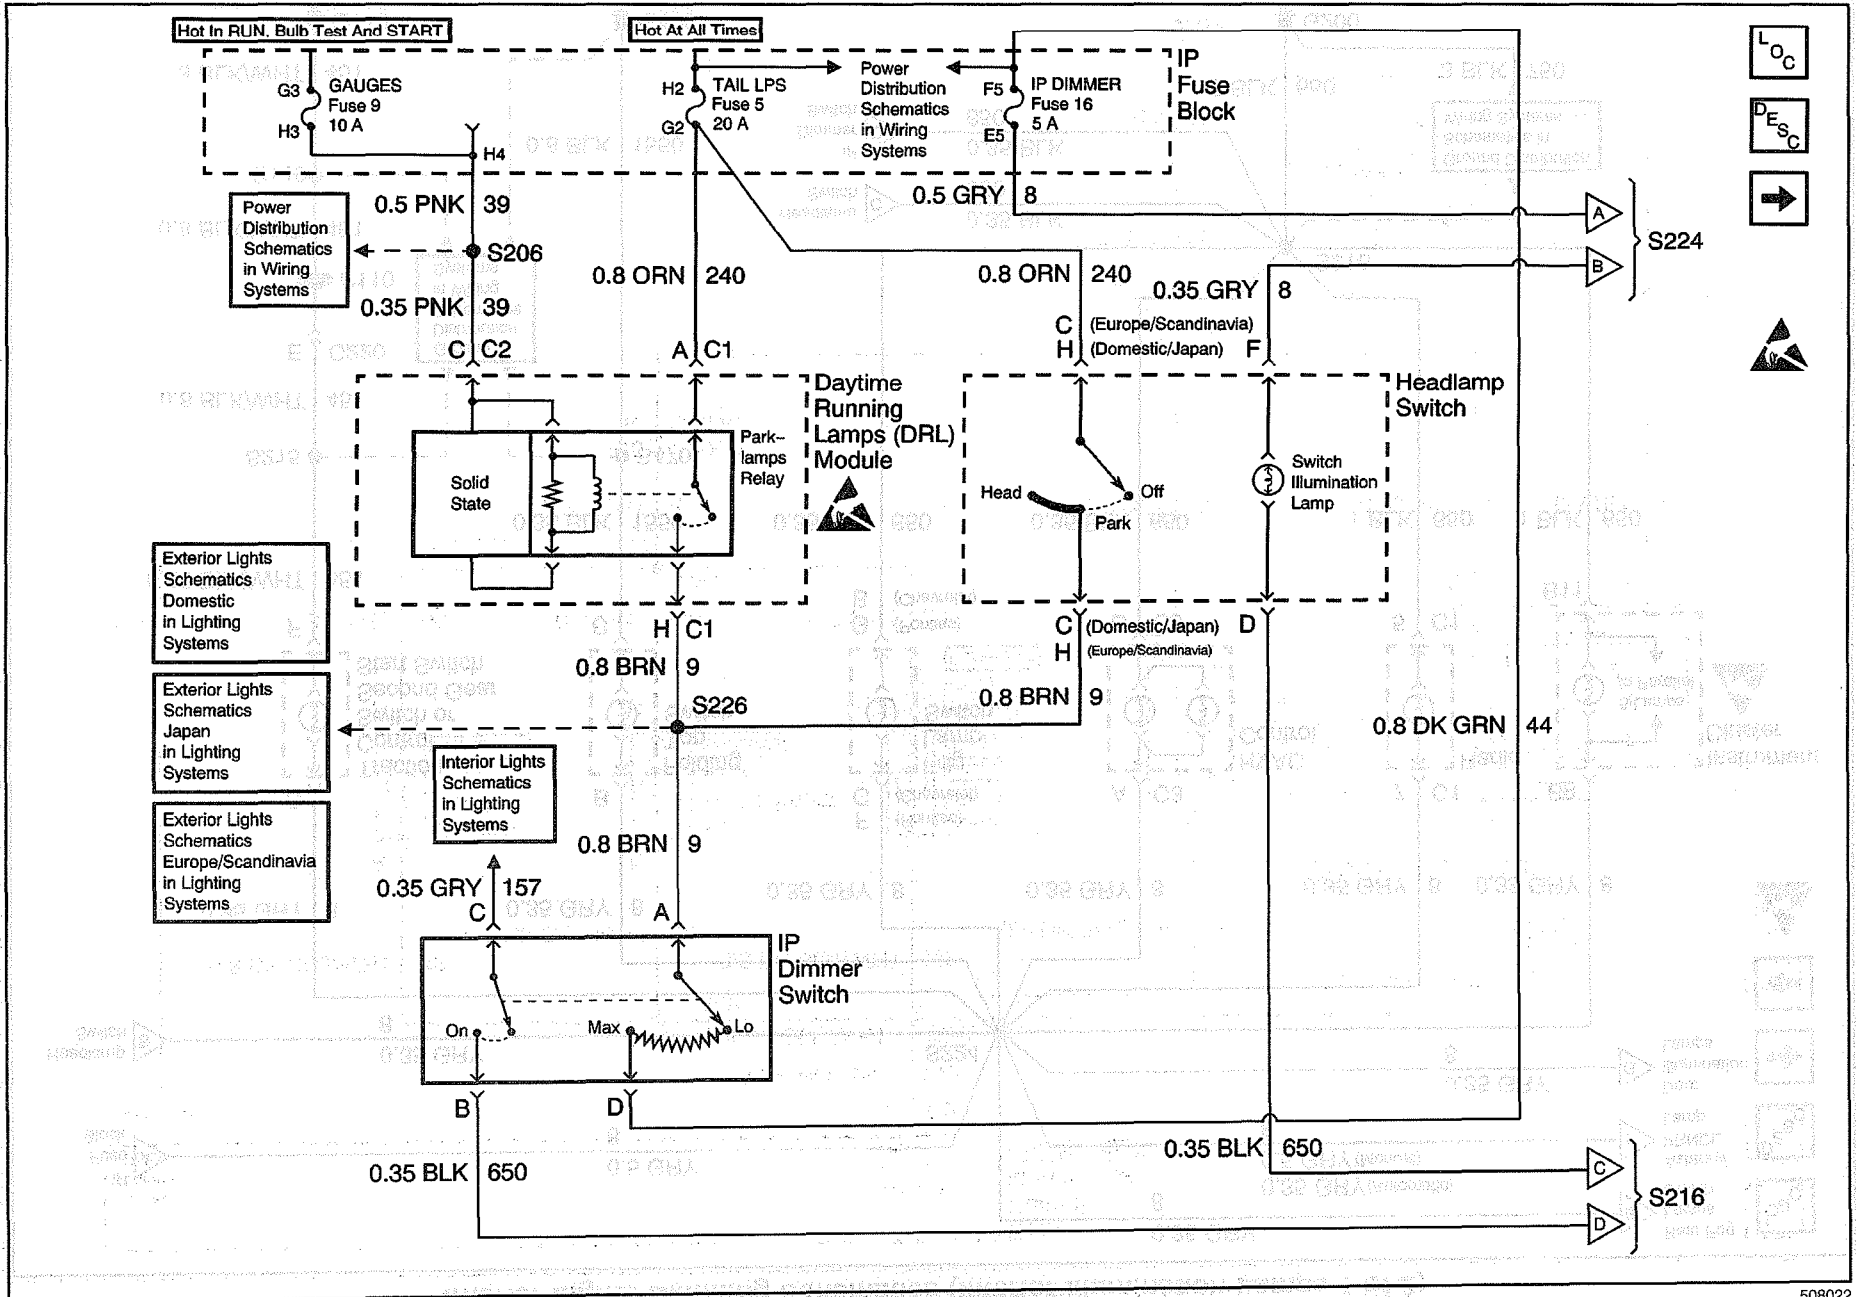 Hot In RUN, Bulb Test And START
Hot At All Times
L
O
C
D
E
S
C
G3
GAUGES
Fuse 9
10 A
H3
H4
H2
TAIL LPS
Fuse 5
20 A
G2
Power
Distribution
Schematics
in Wiring
Systems
F5
IP DIMMER
Fuse 16
5 A
E5
IP
Fuse
Block
Power
Distribution
Schematics
in Wiring
Systems
0.5 PNK 39
S206
0.35 PNK 39
C C2
0.8 ORN 240
A C1
0.5 GRY 8
0.8 ORN 240
C (Europe/Scandinavia)
H (Domestic/Japan)
0.35 GRY 8
F
A
B
S224
Solid
State
Park-
lamps
Relay
Daytime
Running
Lamps (DRL)
Module
Head
Off
Park
Switch
Illumination
Lamp
Headlamp
Switch
Exterior Lights
Schematics
Domestic
in Lighting
Systems
Exterior Lights
Schematics
Japan
in Lighting
Systems
Exterior Lights
Schematics
Europe/Scandinavia
in Lighting
Systems
H C1
0.8 BRN 9
S226
C (Domestic/Japan)
H (Europe/Scandinavia)
D
0.8 BRN 9
0.8 DK GRN 44
Interior Lights
Schematics
in Lighting
Systems
0.8 BRN 9
0.35 GRY 157
C
A
IP
Dimmer
Switch
On
Max
Lo
B
D
0.35 BLK 650
0.35 BLK 650
C
D
S216
508022